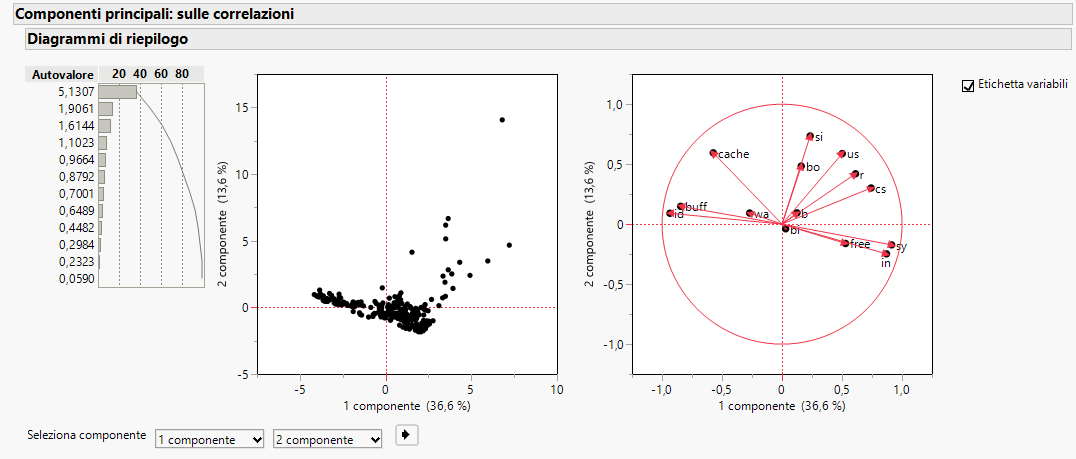 Componenti principali: sulle correlazioni
Diagrammi di riepilogo
Autovalore 20 40 60 80
5,1307
1,9061
1,6144
1,1023
0,9664
0,8792
0,7001
0,6489
0,4482
0,2984
0,2323
0,0590
2 componente (13,6 %)
15
10
5
0
-5
-5 0 5 10
1 componente (36,6 %)
2 componente (13,6 %)
1,0
0,5
0
-0,5
-1,0
si
cache
us
bo
r
cs
buff
id
wa
b
bi
free
sy
in
-1,0 -0,5 0 0,5 1,0
1 componente (36,6 %)
Etichetta variabili
Seleziona componente 1 componente 2 componente